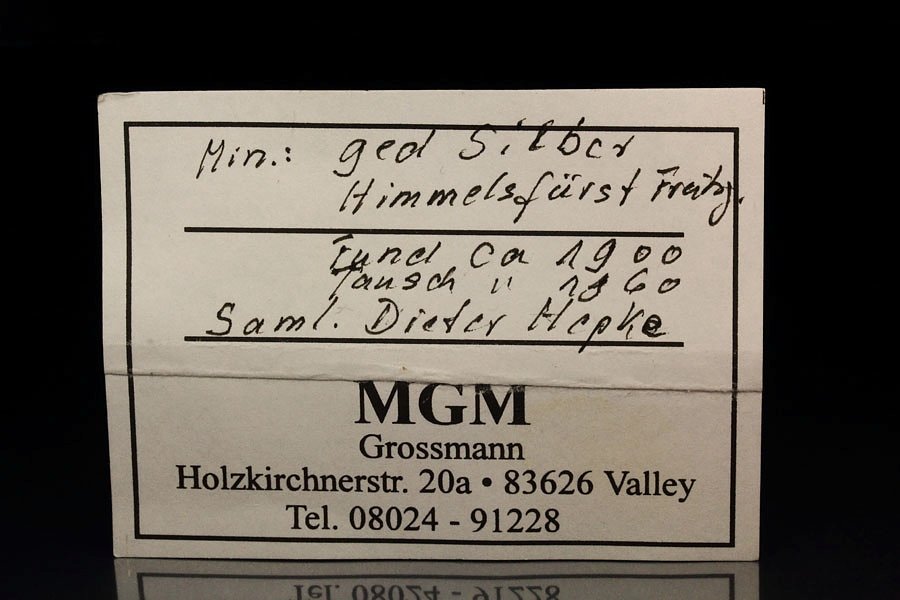 Min.: ged Silber
Himmelsfürst Freibg.
Fund Ca 1900
Tausch " 1960
Saml. Dieter Hepke
MGM
Grossmann
Holzkirchnerstr. 20a • 83626 Valley
Tel. 08024 - 91228